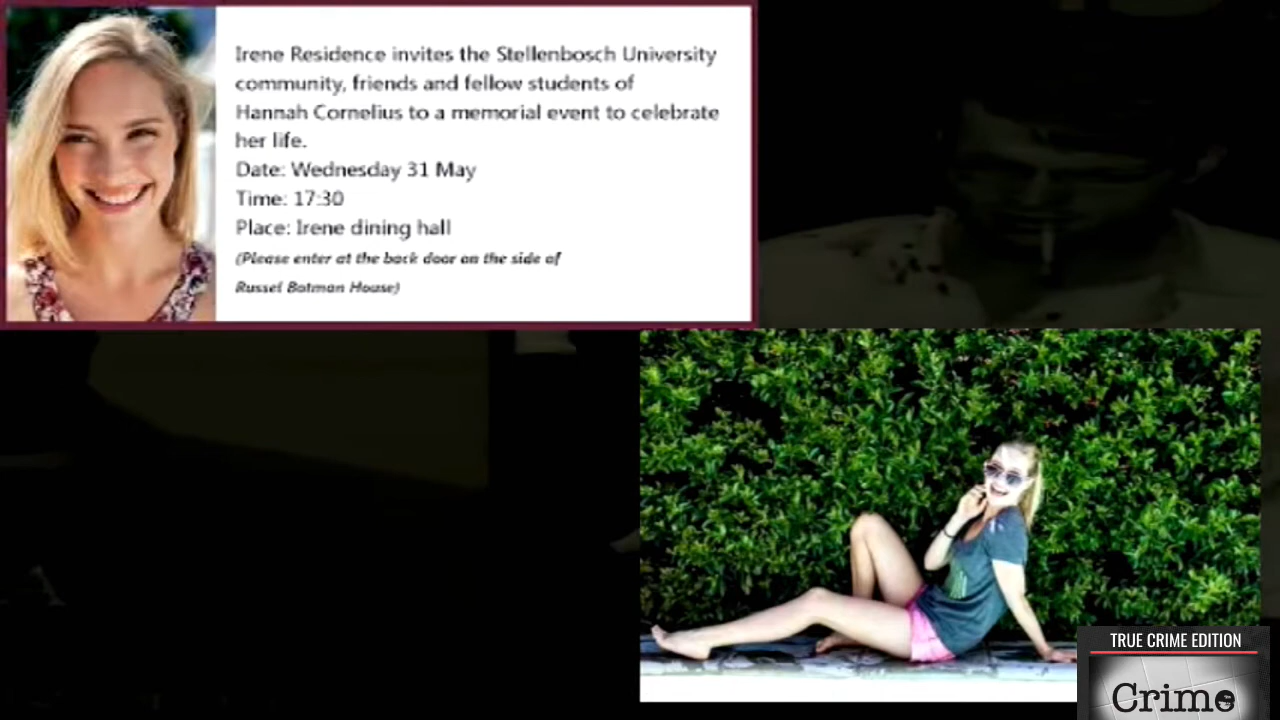 Irene Residence invites the Stellenbosch University
community, friends and fellow students of
Hannah Cornelius to a memorial event to celebrate
her life.
Date: Wednesday 31 May
Time: 17:30
Place: Irene dining hall
(Please enter at the back door on the side of
Russel Botman House)
TRUE CRIME EDITION
Crime